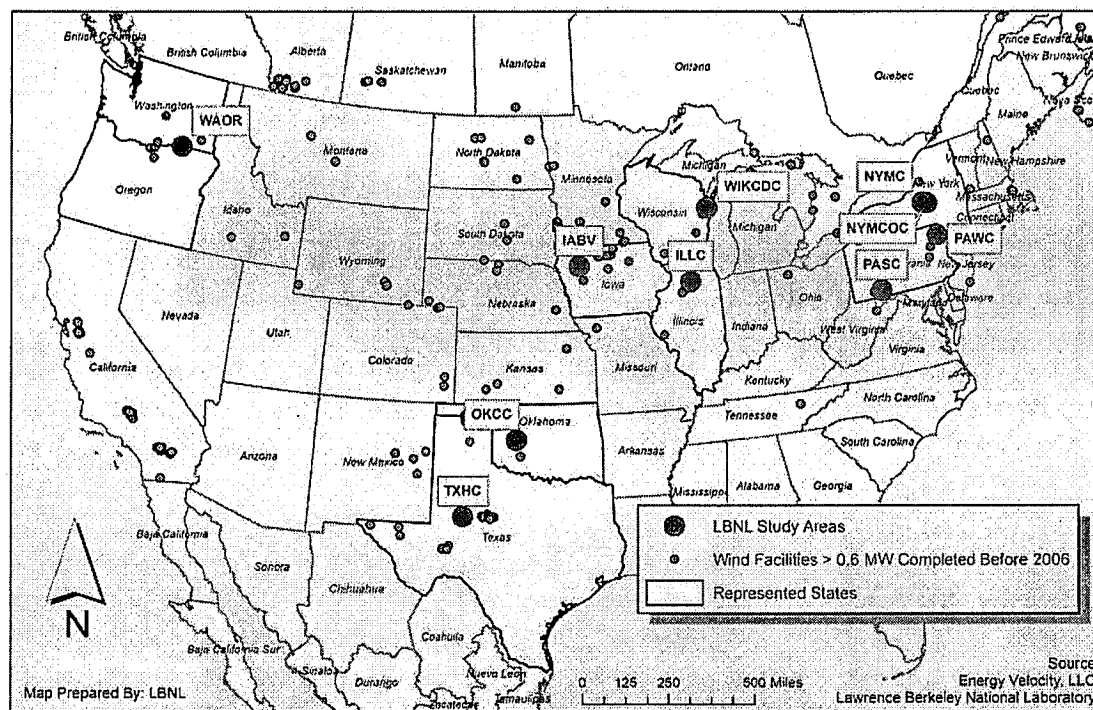 British Columbia
British Columbia
Alberta
Saskatchewan
Manitoba
Ontario
Quebec
Quebec
Prince Edward
New Brunswick
Maine
Washington
WAOR
Montana
North Dakota
Minnesota
Michigan
WIKCDC
NYMC
Vermont
New Hampshire
New York
Massachusetts
Connecticut
Oregon
Idaho
South Dakota
Wisconsin
Michigan
NYMCOC
PAWC
Wyoming
IABV
ILLC
PASC
New Jersey
Iowa
Nebraska
Ohio
Delaware
Maryland
Nevada
Utah
Illinois
Indiana
West Virginia
Virginia
California
Colorado
Kansas
Missouri
Kentucky
OKCC
Oklahoma
Tennessee
North Carolina
Arizona
New Mexico
Arkansas
South Carolina
Mississippi
Alabama
Georgia
TXHC
Texas
Baja California
Sonora
Chihuahua
LBNL Study Areas
Wind Facilities > 0.6 MW Completed Before 2006
Represented States
N
Coahuila
Baja California Sur
Sinaloa
Durango
Nuevo Leon
Tamaulipas
Zacatecas
0 125 250 500 Miles
Map Prepared By: LBNL
Source
Energy Velocity, LLC
Lawrence Berkeley National Laboratory